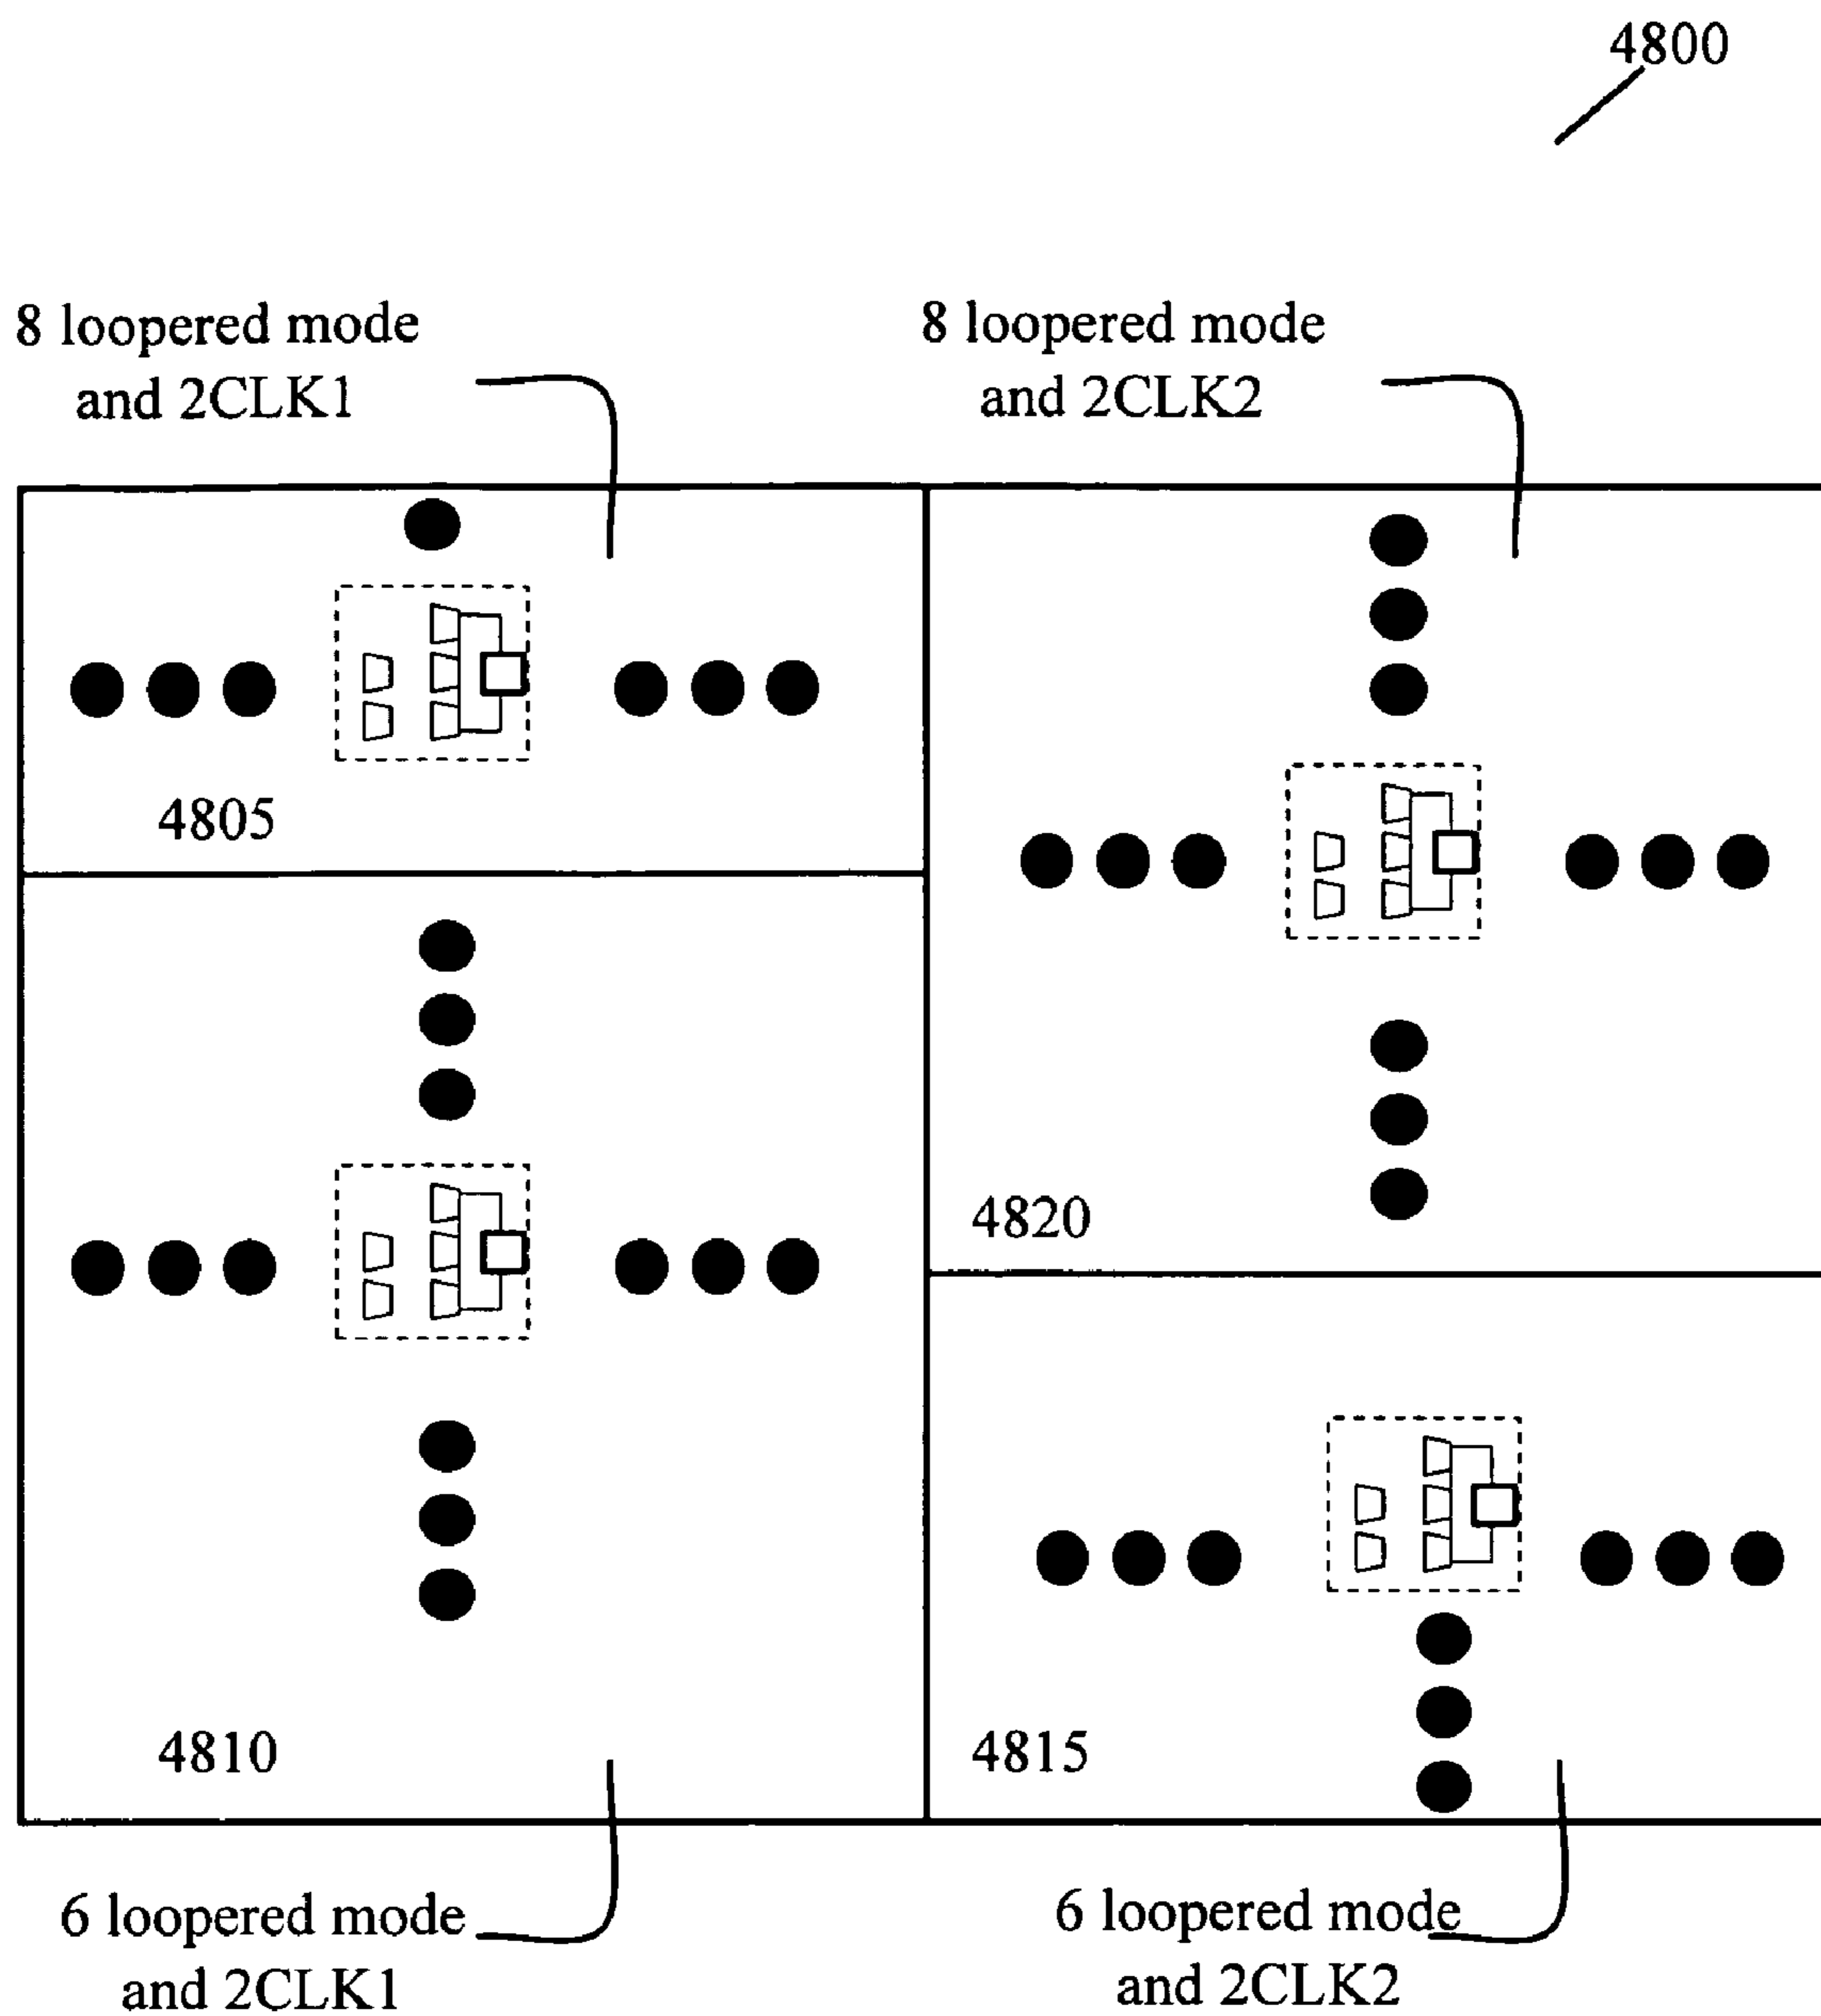 4800
8 loopered mode
and 2CLK1
8 loopered mode
and 2CLK2
4805
4820
4810
4815
6 loopered mode
and 2CLK1
6 loopered mode
and 2CLK2